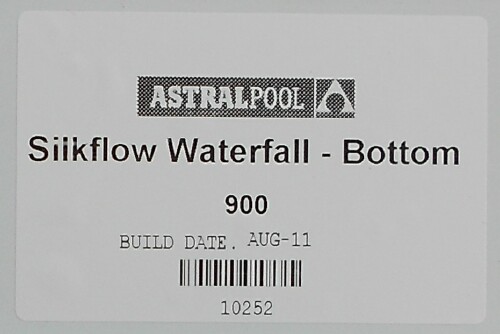 ASTRALPOOL
Silkflow Waterfall - Bottom
900
BUILD DATE. AUG-11
10252